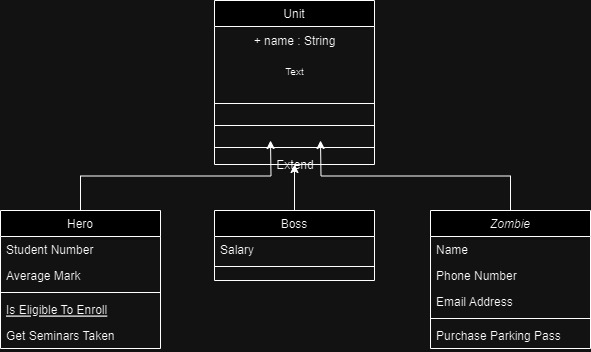 Unit
+ name : String
Text
Extend
Hero
Student Number
Average Mark
Is Eligible To Enroll
Get Seminars Taken
Boss
Salary
Zombie
Name
Phone Number
Email Address
Purchase Parking Pass